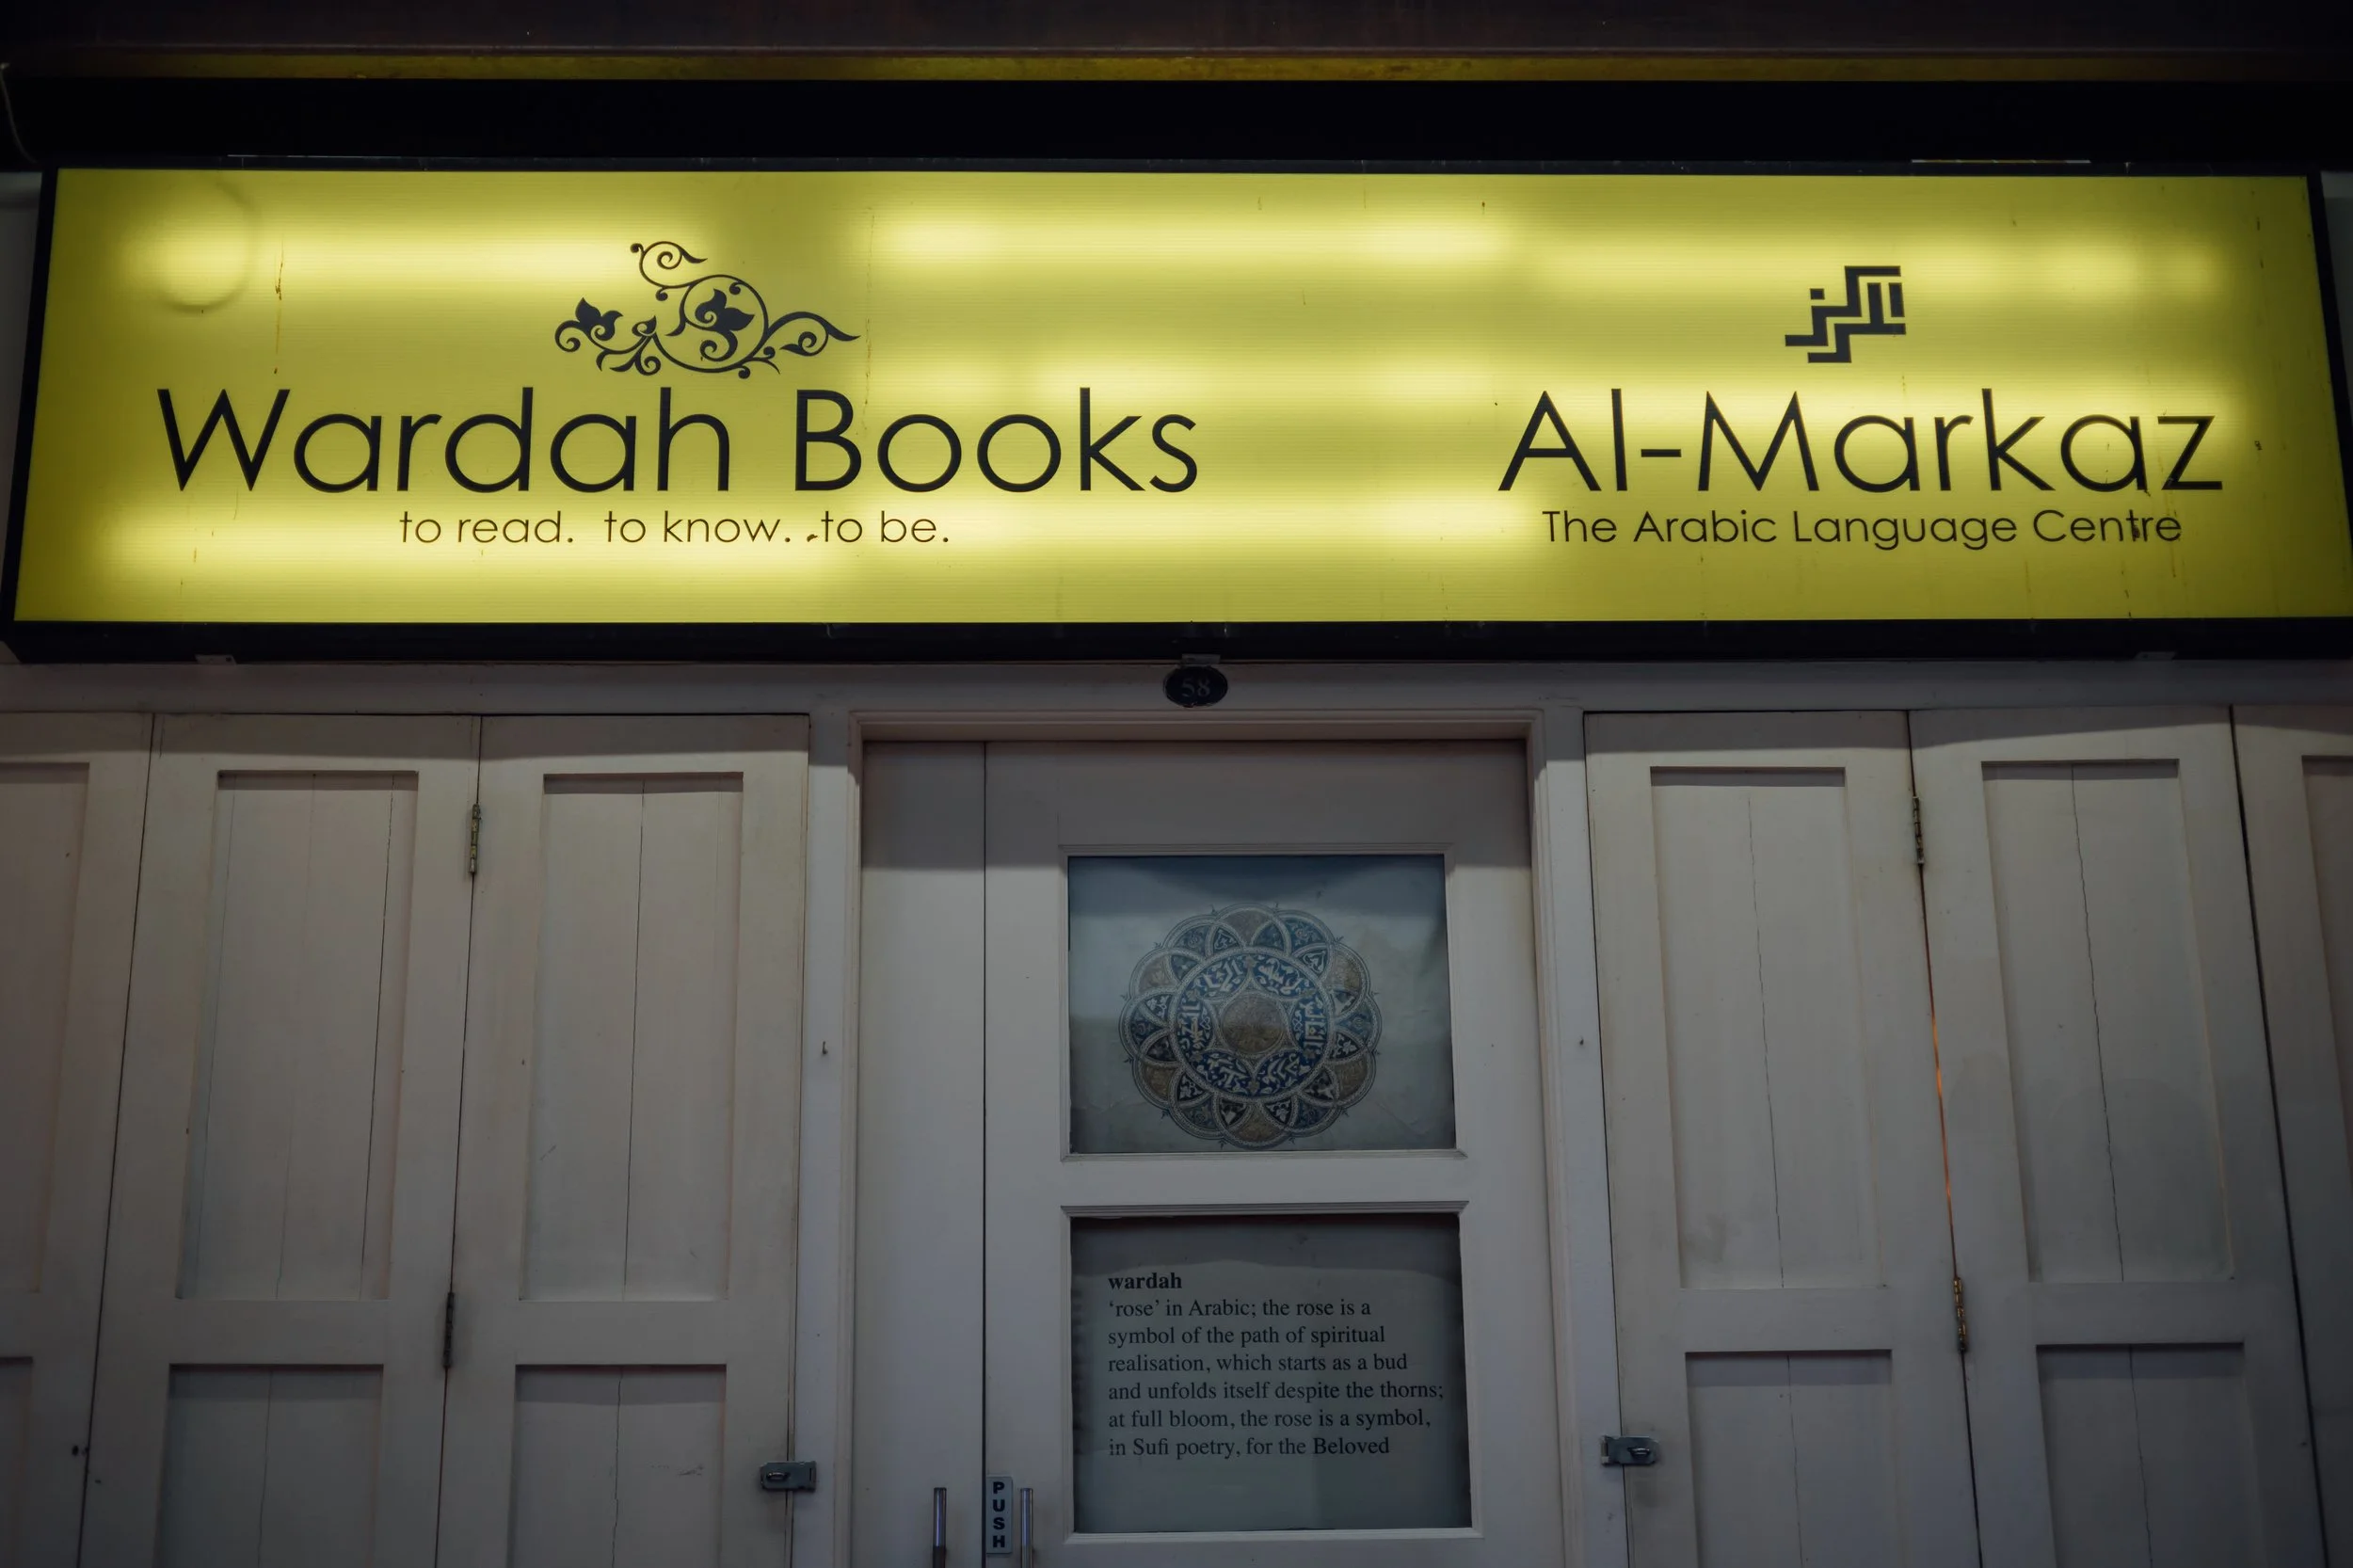 Wardah Books
to read. to know. to be.
Al-Markaz
The Arabic Language Centre
58
wardah
‘rose’ in Arabic; the rose is a
symbol of the path of spiritual
realisation, which starts as a bud
and unfolds itself despite the thorns;
at full bloom, the rose is a symbol,
in Sufi poetry, for the Beloved
PUSH